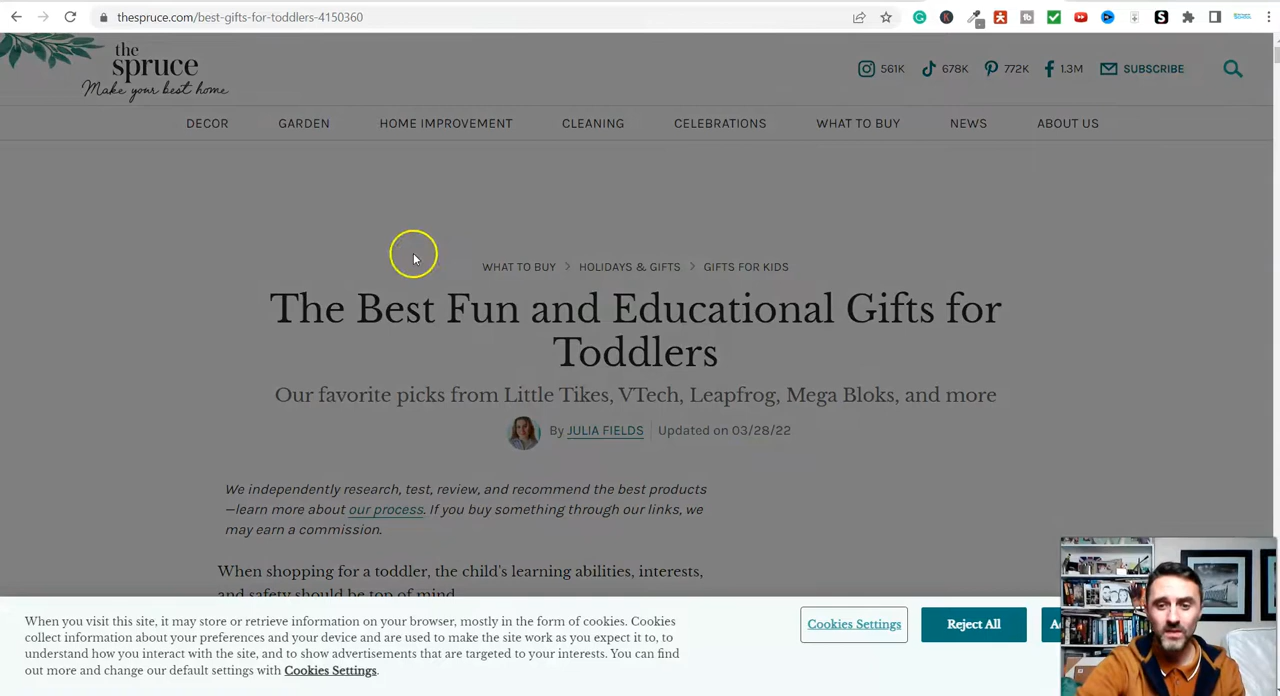 thespruce.com/best-gifts-for-toddlers-4150360
the
spruce
Make your best home
561K 678K 772K 1.3M SUBSCRIBE
DECOR GARDEN HOME IMPROVEMENT CLEANING CELEBRATIONS WHAT TO BUY NEWS ABOUT US
WHAT TO BUY > HOLIDAYS & GIFTS > GIFTS FOR KIDS
The Best Fun and Educational Gifts for
Toddlers
Our favorite picks from Little Tikes, VTech, Leapfrog, Mega Bloks, and more
By JULIA FIELDS Updated on 03/28/22
We independently research, test, review, and recommend the best products
—learn more about our process. If you buy something through our links, we
may earn a commission.
When shopping for a toddler, the child's learning abilities, interests,
and safety should be top of mind.
When you visit this site, it may store or retrieve information on your browser, mostly in the form of cookies. Cookies
collect information about your preferences and your device and are used to make the site work as you expect it to, to
understand how you interact with the site, and to show advertisements that are targeted to your interests. You can find
out more and change our default settings with Cookies Settings.
Cookies Settings
Reject All